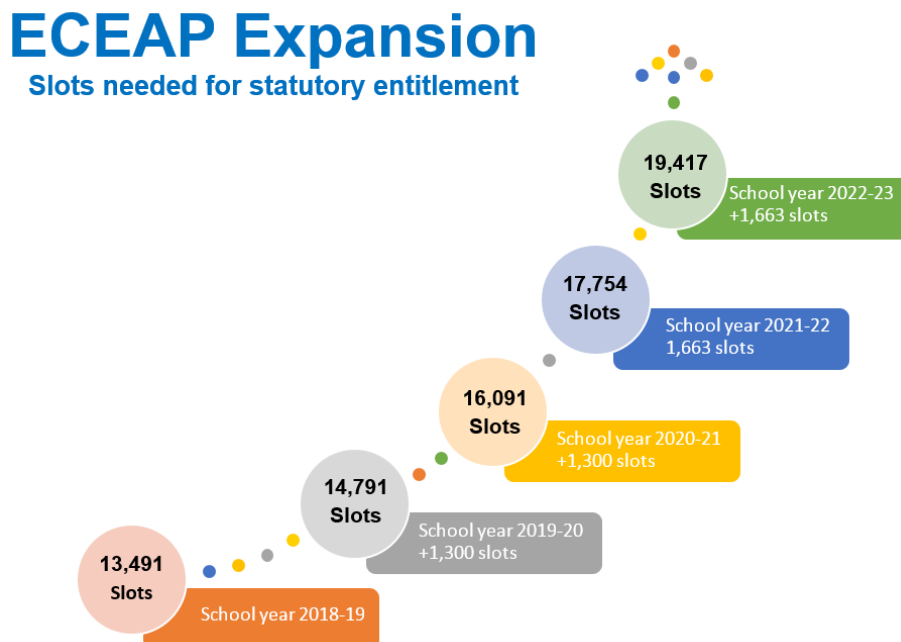 ECEAP Expansion
Slots needed for statutory entitlement
19,417
Slots
School year 2022-23
+1,663 slots
17,754
Slots
School year 2021-22
1,663 slots
16,091
Slots
School year 2020-21
+1,300 slots
14,791
Slots
School year 2019-20
+1,300 slots
13,491
Slots
School year 2018-19